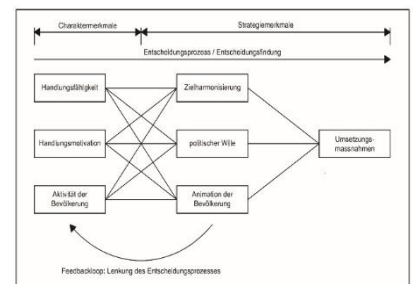 Charaktermerkmale
Strategiemerkmale
Entscheidungsprozess / Entscheidungsfindung
Handlungsfähigkeit
Zielharmonisierung
Handlungsmotivation
politischer Wille
Umsetzungs-
massnahmen
Aktivität der
Bevölkerung
Animation der
Bevölkerung
Feedbackloop: Lenkung des Entscheidungsprozesses